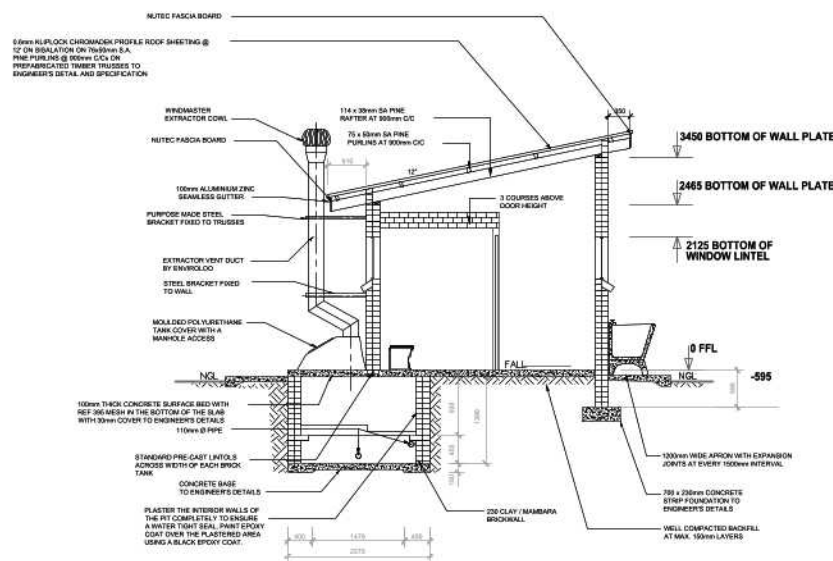 NUTEC FASCIA BOARD
0.6mm KLIPLOCK CHROMADEK PROFILE ROOF SHEETING @
12° ON SISALATION ON 76x50mm S.A.
PINE PURLINS @ 900mm C/Cs ON
PREFABRICATED TIMBER TRUSSES TO
ENGINEER'S DETAIL AND SPECIFICATION
WINDMASTER
EXTRACTOR COWL
114 x 38mm SA PINE
RAFTER AT 900mm C/C
NUTEC FASCIA BOARD
75 x 50mm SA PINE
PURLINS AT 900mm C/C
3450 BOTTOM OF WALL PLATE
12°
100mm ALUMINIUM ZINC
SEAMLESS GUTTER
2465 BOTTOM OF WALL PLATE
3 COURSES ABOVE
DOOR HEIGHT
PURPOSE MADE STEEL
BRACKET FIXED TO TRUSSES
2125 BOTTOM OF
WINDOW LINTEL
EXTRACTOR VENT DUCT
BY ENVIROLOO
STEEL BRACKET FIXED
TO WALL
MOULDED POLYURETHANE
TANK COVER WITH A
MANHOLE ACCESS
0 FFL
FALL
NGL
NGL
-595
100mm THICK CONCRETE SURFACE BED WITH
REF 395 MESH IN THE BOTTOM OF THE SLAB
WITH 30mm COVER TO ENGINEER'S DETAILS
110mm Ø PIPE
STANDARD PRE-CAST LINTOLS
ACROSS WIDTH OF EACH BRICK
TANK
1200mm WIDE APRON WITH EXPANSION
JOINTS AT EVERY 1500mm INTERVAL
CONCRETE BASE
TO ENGINEER'S DETAILS
700 x 230mm CONCRETE
STRIP FOUNDATION TO
ENGINEER'S DETAILS
PLASTER THE INTERIOR WALLS OF
THE PIT COMPLETELY TO ENSURE
A WATER TIGHT SEAL, PAINT EPOXY
COAT OVER THE PLASTERED AREA
USING A BLACK EPOXY COAT.
230 CLAY / MAMBARA
BRICKWALL
WELL COMPACTED BACKFILL
AT MAX. 150mm LAYERS